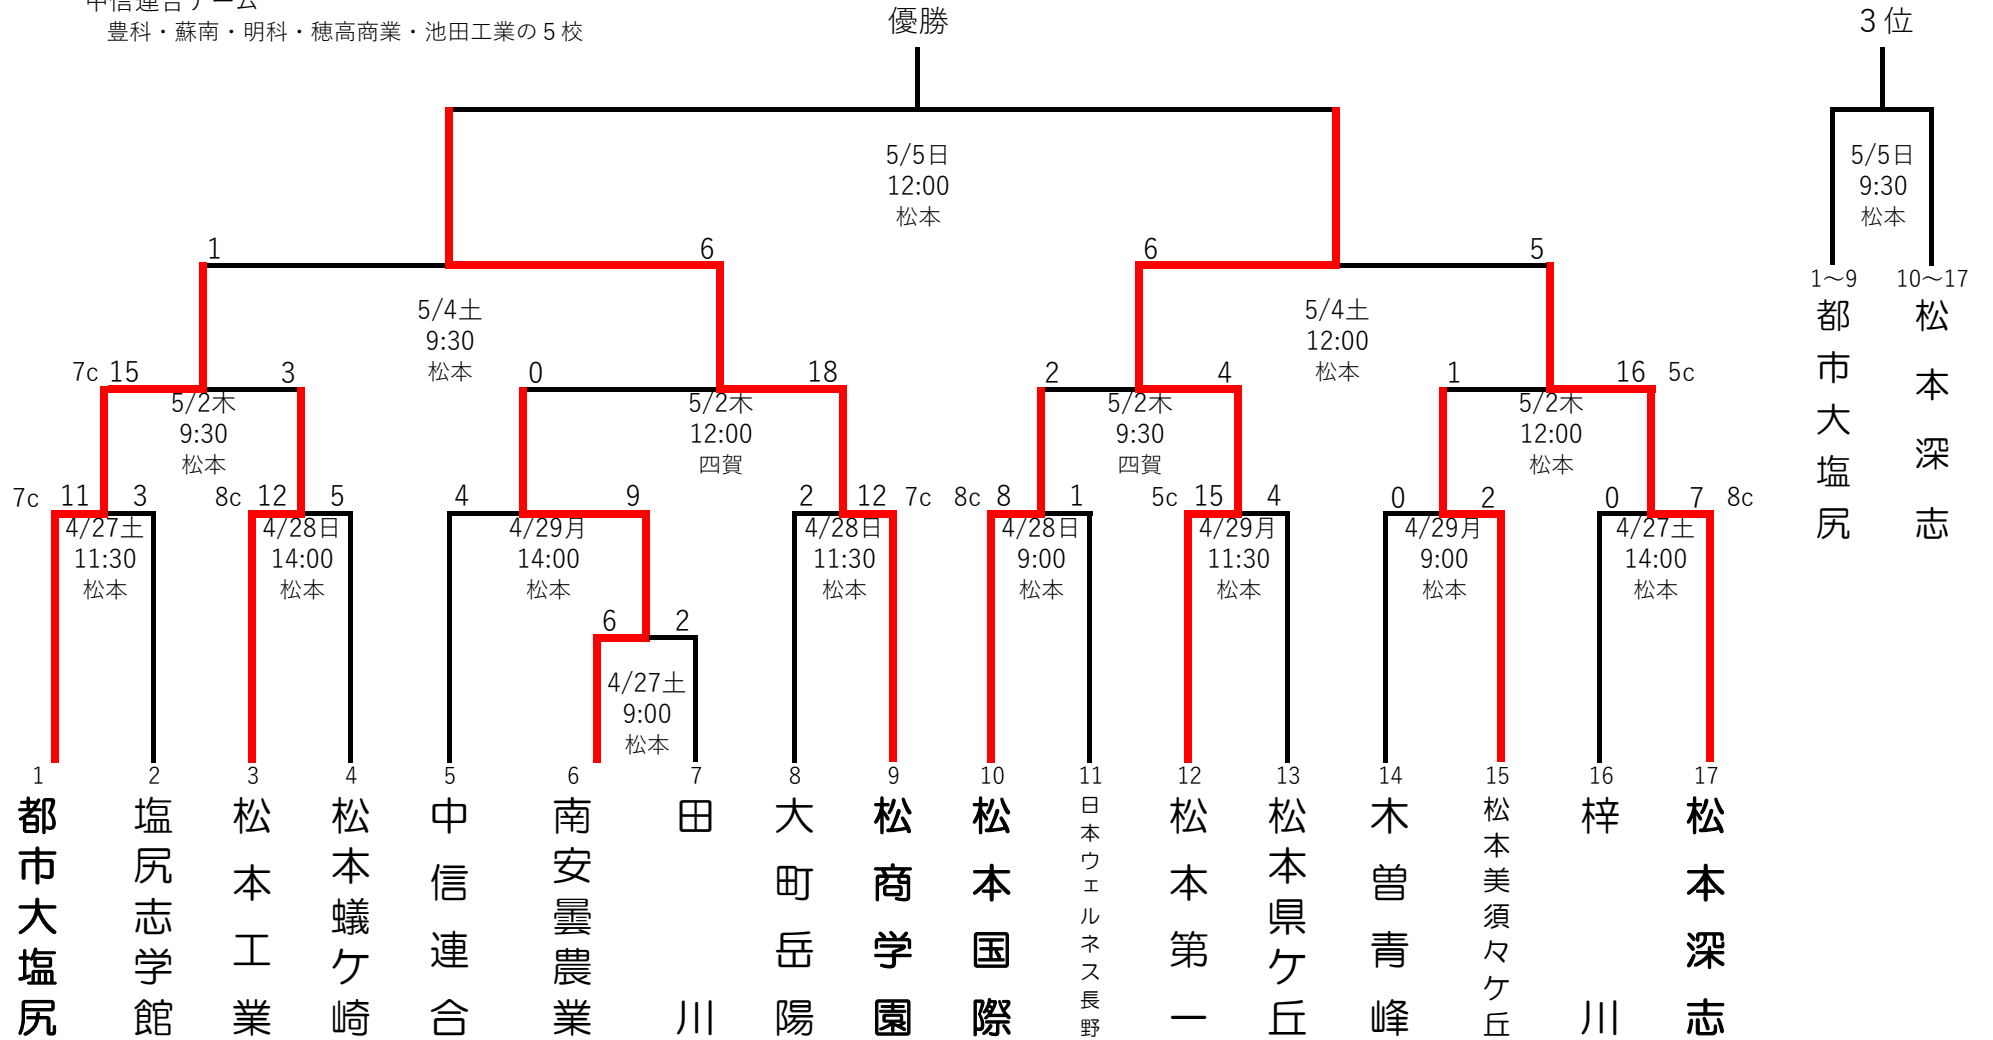 中信連合チーム
豊科・蘇南・明科・穂高商業・池田工業の5校
優勝
3位
5/5日
12:00
松本
5/5日
9:30
松本
1 6
6 5
1～9 10～17
都市大塩尻
松本深志
5/4土
9:30
松本
5/4土
12:00
松本
7c 15 3
0 18
2 4
1 16 5c
5/2木
9:30
松本
5/2木
12:00
四賀
5/2木
9:30
四賀
5/2木
12:00
松本
7c 11 3
8c 12 5
4 9
2 12 7c
8c 8 1
5c 15 4
0 2
0 7 8c
4/27土
11:30
松本
4/28日
14:00
松本
4/29月
14:00
松本
4/28日
11:30
松本
4/28日
9:00
松本
4/29月
11:30
松本
4/29月
9:00
松本
4/27土
14:00
松本
6 2
4/27土
9:00
松本
1 2 3 4 5 6 7 8 9 10 11 12 13 14 15 16 17
都市大塩尻
塩尻志学館
松本工業
松本蟻ケ崎
中信連合
南安曇農業
田川
大町岳陽
松商学園
松本国際
日本ウェルネス長野
松本第一
松本県ケ丘
木曽青峰
松本美須々ケ丘
梓川
松本深志